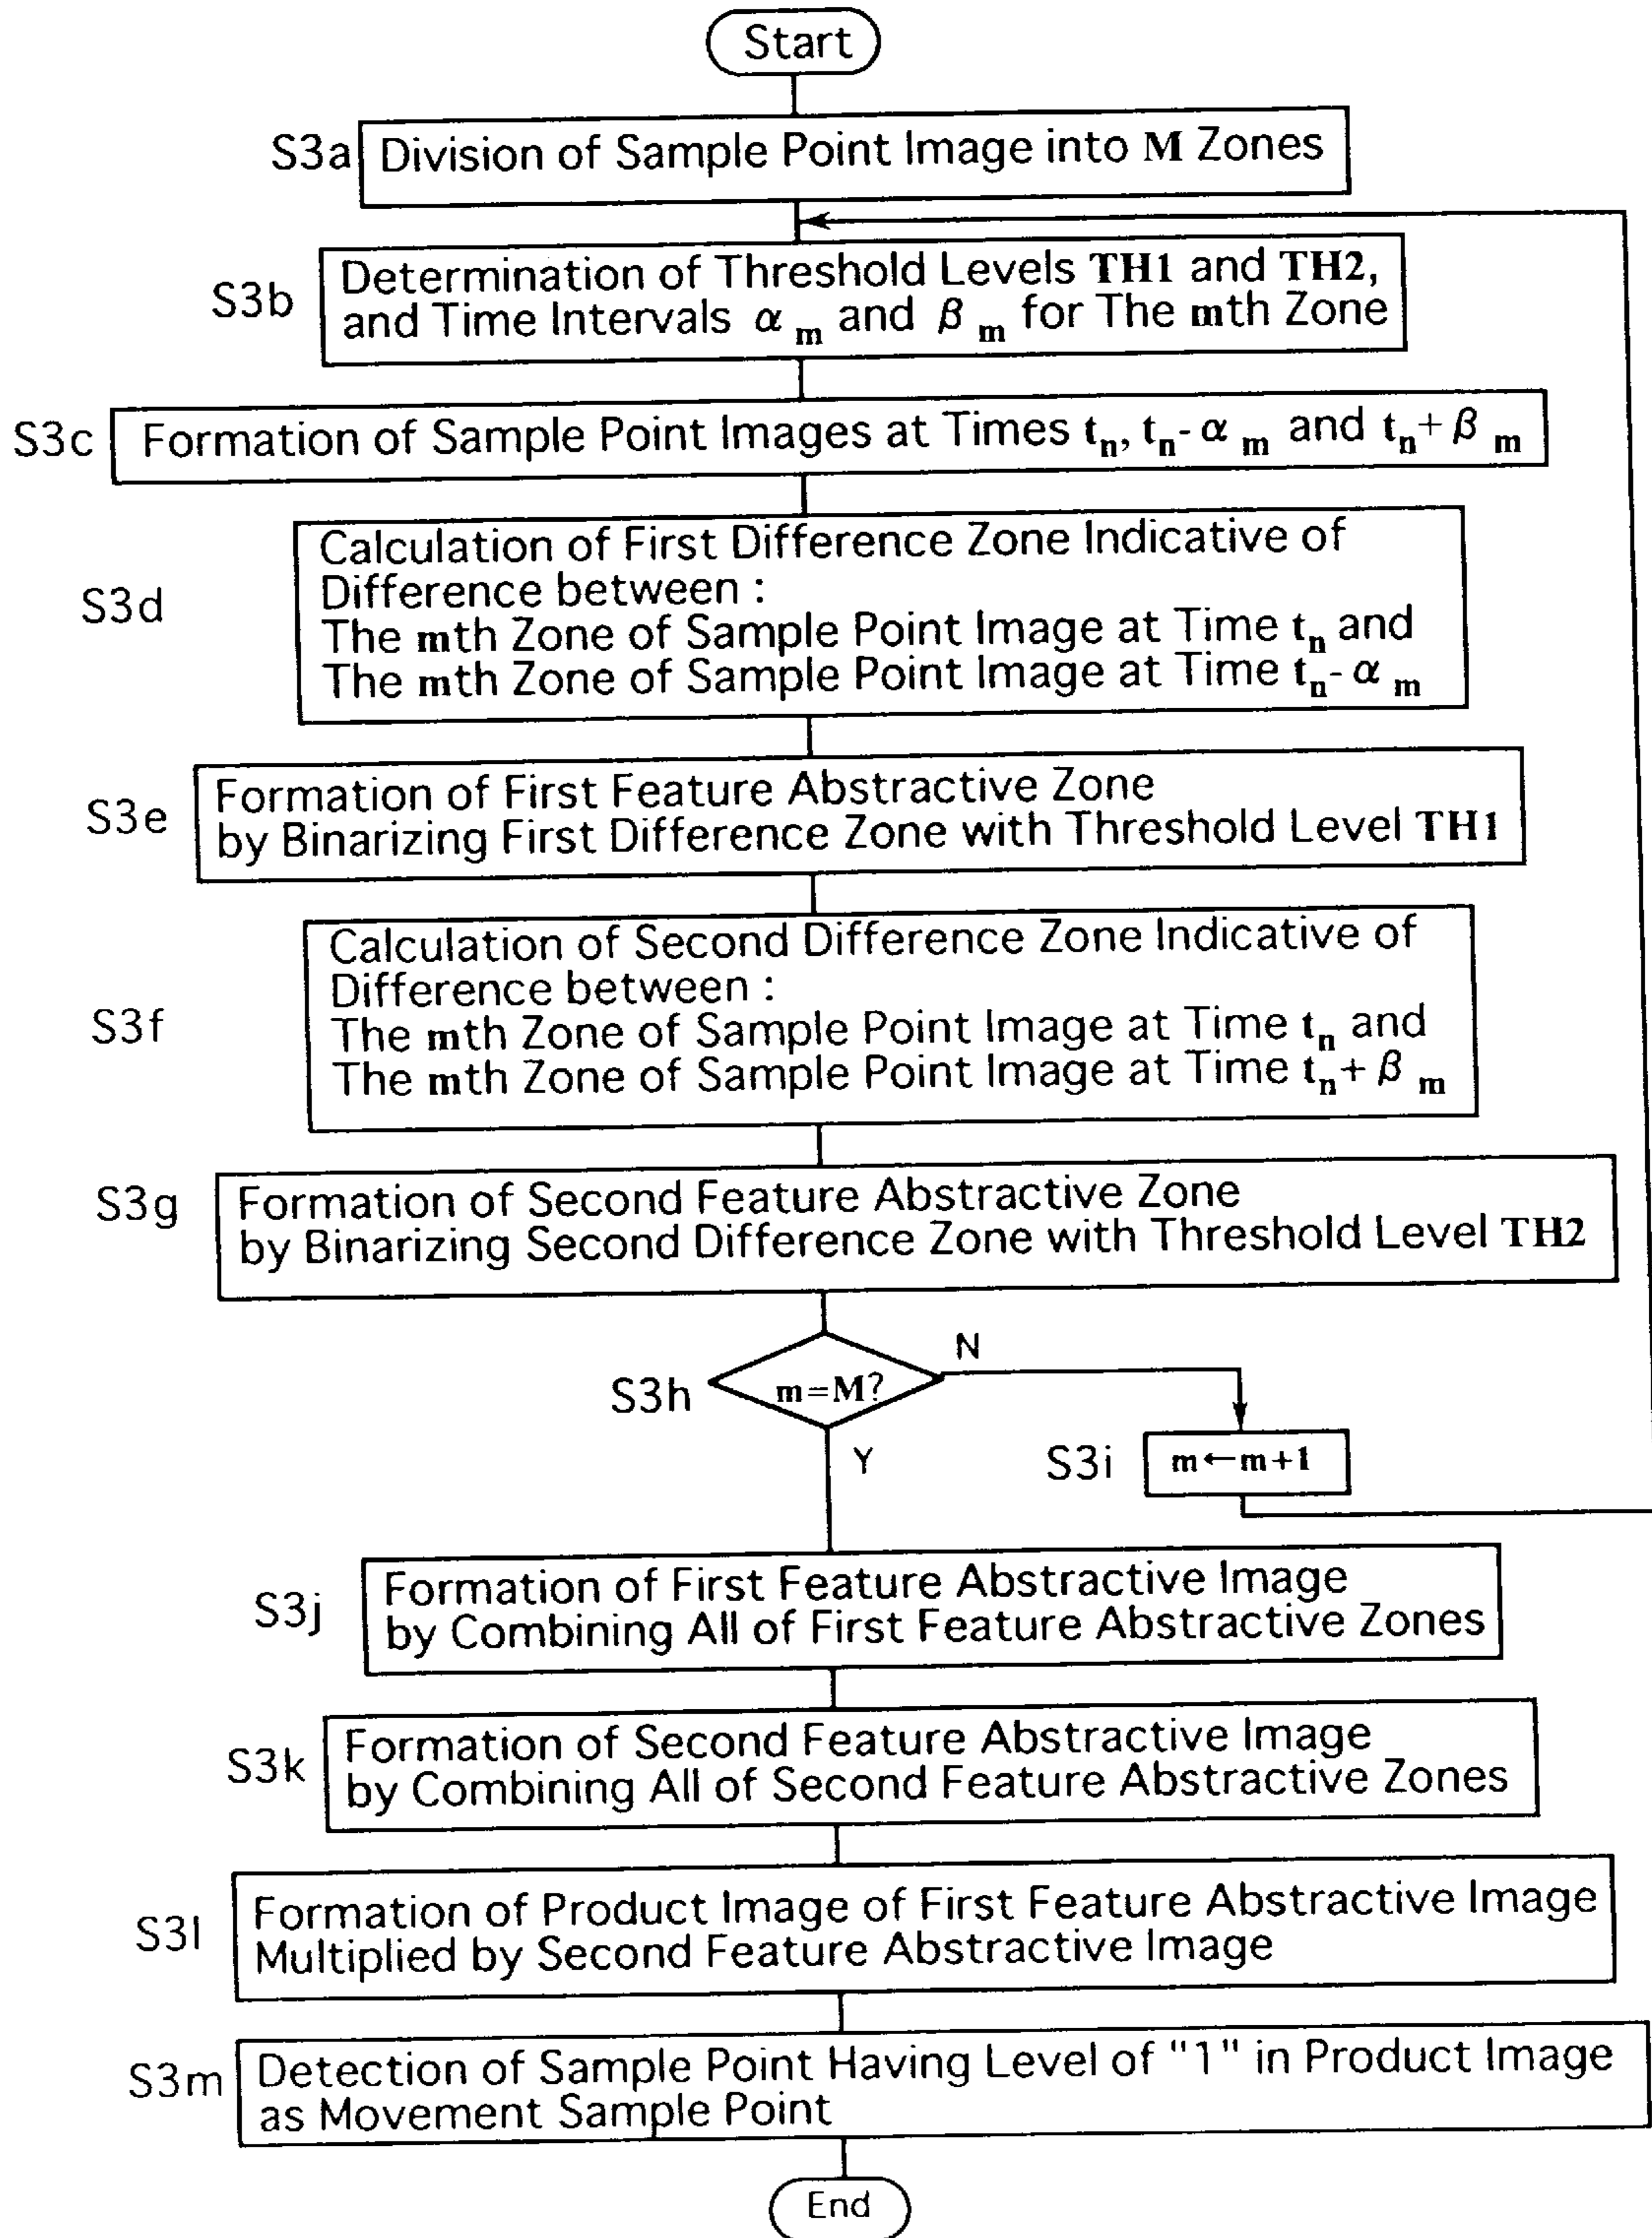 Start
S3a Division of Sample Point Image into M Zones
S3b Determination of Threshold Levels TH1 and TH2,
and Time Intervals α m and β m for The mth Zone
S3c Formation of Sample Point Images at Times tn, tn- α m and tn+ β m
S3d Calculation of First Difference Zone Indicative of
Difference between :
The mth Zone of Sample Point Image at Time tn and
The mth Zone of Sample Point Image at Time tn- α m
S3e Formation of First Feature Abstractive Zone
by Binarizing First Difference Zone with Threshold Level TH1
S3f Calculation of Second Difference Zone Indicative of
Difference between :
The mth Zone of Sample Point Image at Time tn and
The mth Zone of Sample Point Image at Time tn+ β m
S3g Formation of Second Feature Abstractive Zone
by Binarizing Second Difference Zone with Threshold Level TH2
S3h m=M? N
Y
S3i m←m+1
S3j Formation of First Feature Abstractive Image
by Combining All of First Feature Abstractive Zones
S3k Formation of Second Feature Abstractive Image
by Combining All of Second Feature Abstractive Zones
S3l Formation of Product Image of First Feature Abstractive Image
Multiplied by Second Feature Abstractive Image
S3m Detection of Sample Point Having Level of "1" in Product Image
as Movement Sample Point
End